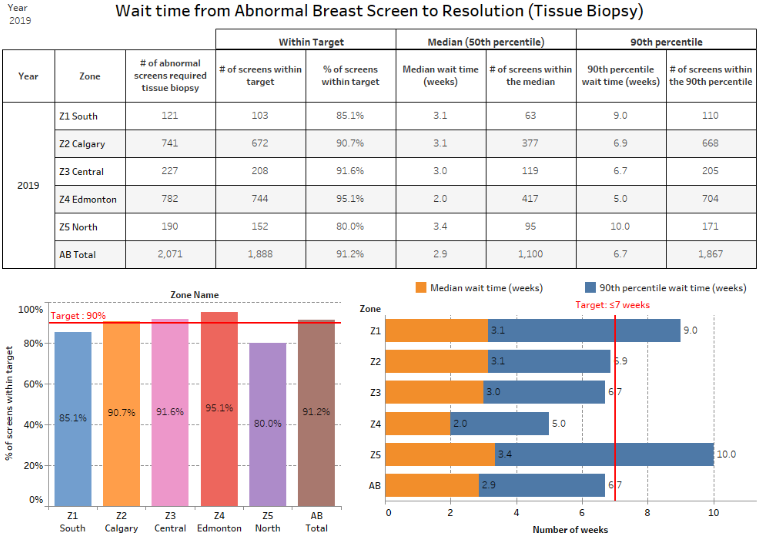 Year
2019
Wait time from Abnormal Breast Screen to Resolution (Tissue Biopsy)
Within Target Median (50th percentile) 90th percentile
Year Zone # of abnormal screens required tissue biopsy # of screens within target % of screens within target Median wait time (weeks) # of screens within the median 90th percentile wait time (weeks) # of screens within the 90th percentile
2019
Z1 South 121 103 85.1% 3.1 63 9.0 110
Z2 Calgary 741 672 90.7% 3.1 377 6.9 668
Z3 Central 227 208 91.6% 3.0 119 6.7 205
Z4 Edmonton 782 744 95.1% 2.0 417 5.0 704
Z5 North 190 152 80.0% 3.4 95 10.0 171
AB Total 2,071 1,888 91.2% 2.9 1,100 6.7 1,867
Zone Name
Target : 90%
% of screens within target
100%
80%
60%
40%
20%
0%
85.1% 90.7% 91.6% 95.1% 80.0% 91.2%
Z1 South
Z2 Calgary
Z3 Central
Z4 Edmonton
Z5 North
AB Total
Median wait time (weeks) 90th percentile wait time (weeks)
Target: ≤7 weeks
Zone
Z1 3.1 9.0
Z2 3.1 6.9
Z3 3.0 6.7
Z4 2.0 5.0
Z5 3.4 10.0
AB 2.9 6.7
0 2 4 6 8 10
Number of weeks